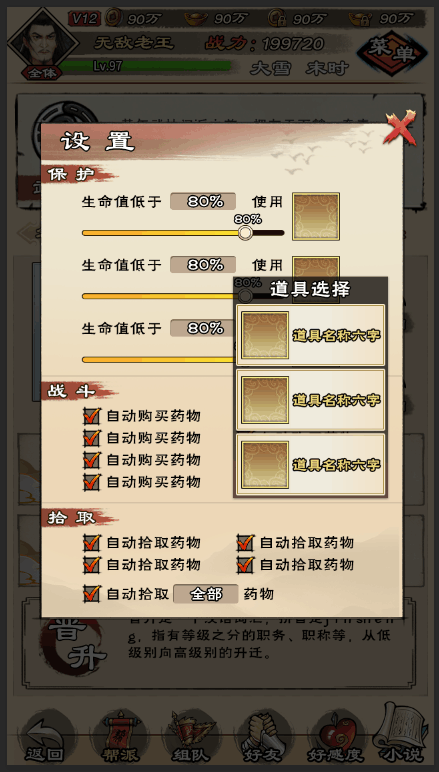 V12 90万 90万 90万 90万
无敌老王 战力:199720 菜单
全体 Lv.97 大雪 末时
设置
保护
生命值低于 80% 使用
80%
生命值低于 80% 使用
80%
道具选择
生命值低于 80%
道具名称六字
道具名称六字
道具名称六字
战斗
自动购买药物
自动购买药物
自动购买药物
自动购买药物
拾取
自动拾取药物 自动拾取药物
自动拾取药物 自动拾取药物
自动拾取 全部 药物
晋升
g,指有等级之分的职务、职称等,从低
级别向高级别的升迁。
返回 帮派 组队 好友 好感度 小说